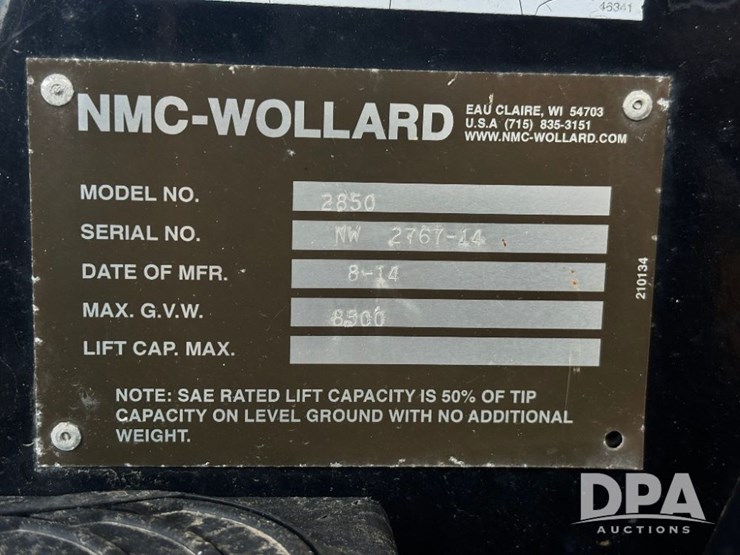 46341
NMC-WOLLARD
EAU CLAIRE, WI 54703
U.S.A (715) 835-3151
WWW.NMC-WOLLARD.COM
MODEL NO. 2850
SERIAL NO. NW 2767-14
DATE OF MFR. 8-14
MAX. G.V.W.
LIFT CAP. MAX.
210134
NOTE: SAE RATED LIFT CAPACITY IS 50% OF TIP
CAPACITY ON LEVEL GROUND WITH NO ADDITIONAL
WEIGHT.
DPA
AUCTIONS